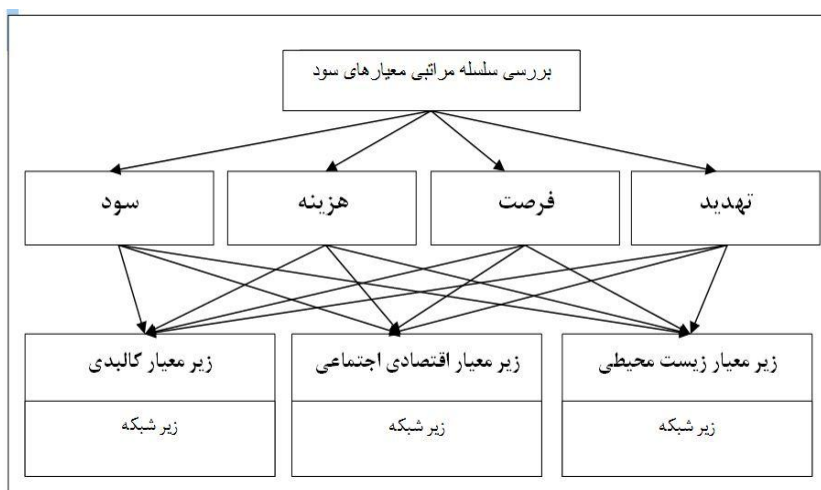 بررسی سلسله مراتبی معیارهای سود
تهدید
فرصت
هزینه
سود
زیر معیار زیست محیطی
زیر معیار اقتصادی اجتماعی
زیر معیار کالبدی
زیر شبکه
زیر شبکه
زیر شبکه